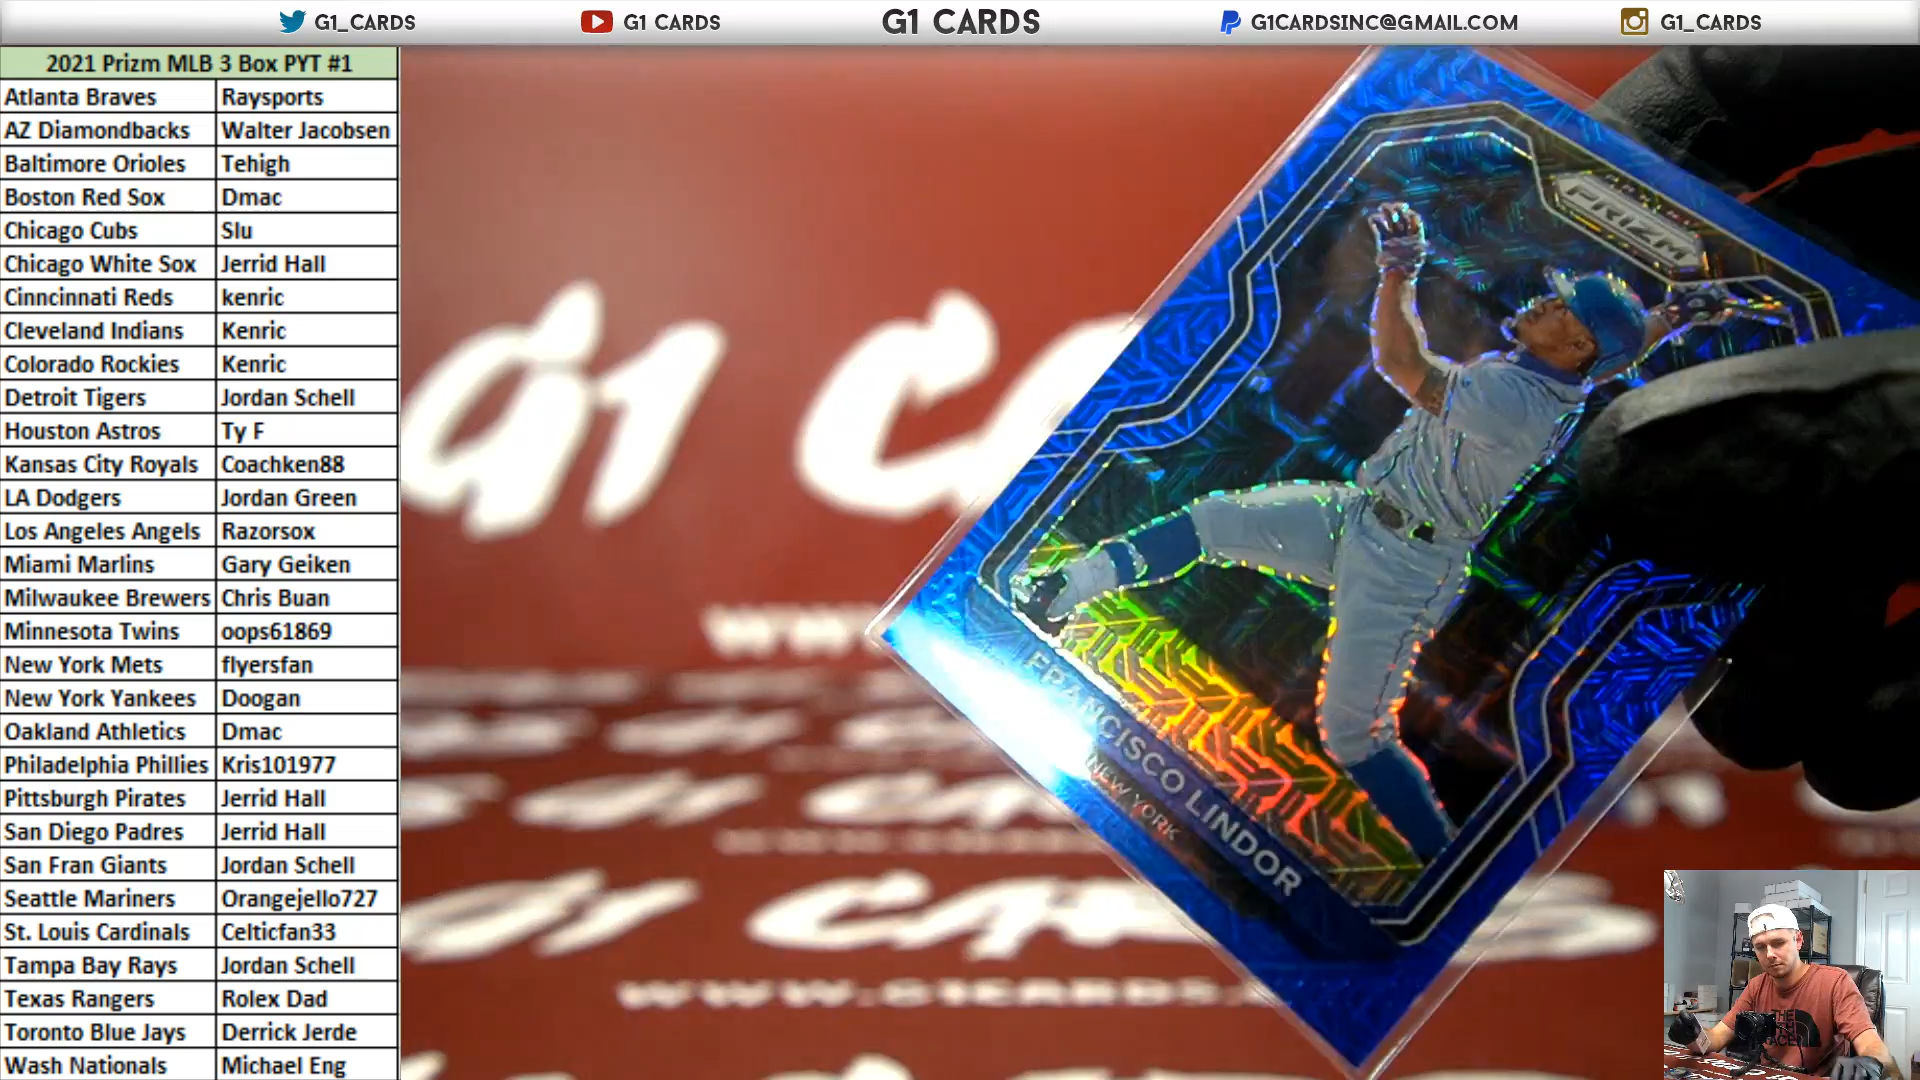 G1_CARDS G1 CARDS G1 CARDS G1CARDSINC@GMAIL.COM G1_CARDS
2021 Prizm MLB 3 Box PYT #1
Atlanta Braves Raysports
AZ Diamondbacks Walter Jacobsen
Baltimore Orioles Tehigh
Boston Red Sox Dmac
Chicago Cubs Slu
Chicago White Sox Jerrid Hall
Cinncinnati Reds kenric
Cleveland Indians Kenric
Colorado Rockies Kenric
Detroit Tigers Jordan Schell
Houston Astros Ty F
Kansas City Royals Coachken88
LA Dodgers Jordan Green
Los Angeles Angels Razorsox
Miami Marlins Gary Geiken
Milwaukee Brewers Chris Buan
Minnesota Twins oops61869
New York Mets flyersfan
New York Yankees Doogan
Oakland Athletics Dmac
Philadelphia Phillies Kris101977
Pittsburgh Pirates Jerrid Hall
San Diego Padres Jerrid Hall
San Fran Giants Jordan Schell
Seattle Mariners Orangejello727
St. Louis Cardinals Celticfan33
Tampa Bay Rays Jordan Schell
Texas Rangers Rolex Dad
Toronto Blue Jays Derrick Jerde
Wash Nationals Michael Eng
PRIZM
FRANCISCO LINDOR
NEW YORK
G1
G1 CARDS
WWW.G1CARDS.
THE